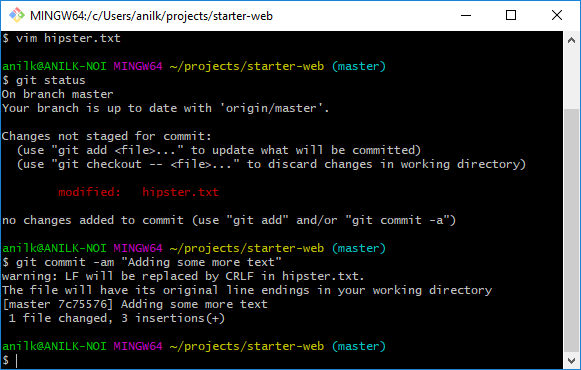 MINGW64:/c/Users/anilk/projects/starter-web
$ vim hipster.txt
anilk@ANILK-NOI MINGW64 ~/projects/starter-web (master)
$ git status
On branch master
Your branch is up to date with 'origin/master'.
Changes not staged for commit:
(use "git add <file>..." to update what will be committed)
(use "git checkout -- <file>..." to discard changes in working directory)
modified: hipster.txt
no changes added to commit (use "git add" and/or "git commit -a")
anilk@ANILK-NOI MINGW64 ~/projects/starter-web (master)
$ git commit -am "Adding some more text"
warning: LF will be replaced by CRLF in hipster.txt.
The file will have its original line endings in your working directory
[master 7c75576] Adding some more text
1 file changed, 3 insertions(+)
anilk@ANILK-NOI MINGW64 ~/projects/starter-web (master)
$